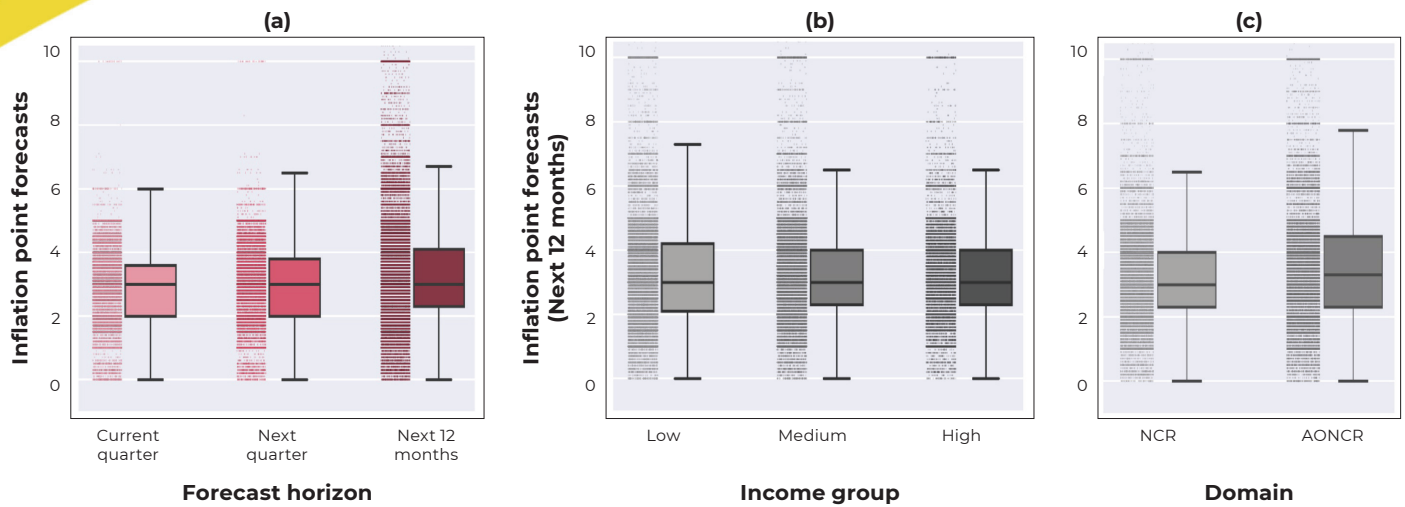 (a)
Inflation point forecasts
10
8
6
4
2
0
Current
quarter
Next
quarter
Next 12
months
Forecast horizon
(b)
Inflation point forecasts
(Next 12 months)
10
8
6
4
2
0
Low
Medium
High
Income group
(c)
10
8
6
4
2
0
NCR
AONCR
Domain